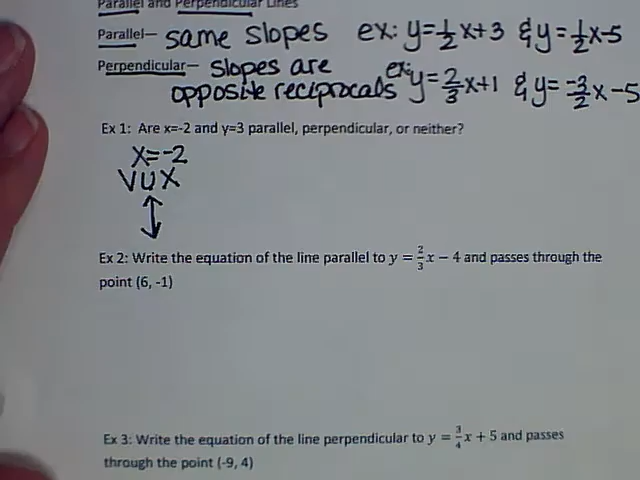 Parallel and Perpendicular Lines
Parallel— same slopes ex: y=1/2x+3 & y=1/2x-5
Perpendicular— slopes are
opposite reciprocals ex: y=2/3x+1 & y=-3/2x-5
Ex 1: Are x=-2 and y=3 parallel, perpendicular, or neither?
X=-2
VUX
Ex 2: Write the equation of the line parallel to y = 2/3x − 4 and passes through the
point (6, -1)
Ex 3: Write the equation of the line perpendicular to y = 3/4x + 5 and passes
through the point (-9, 4)